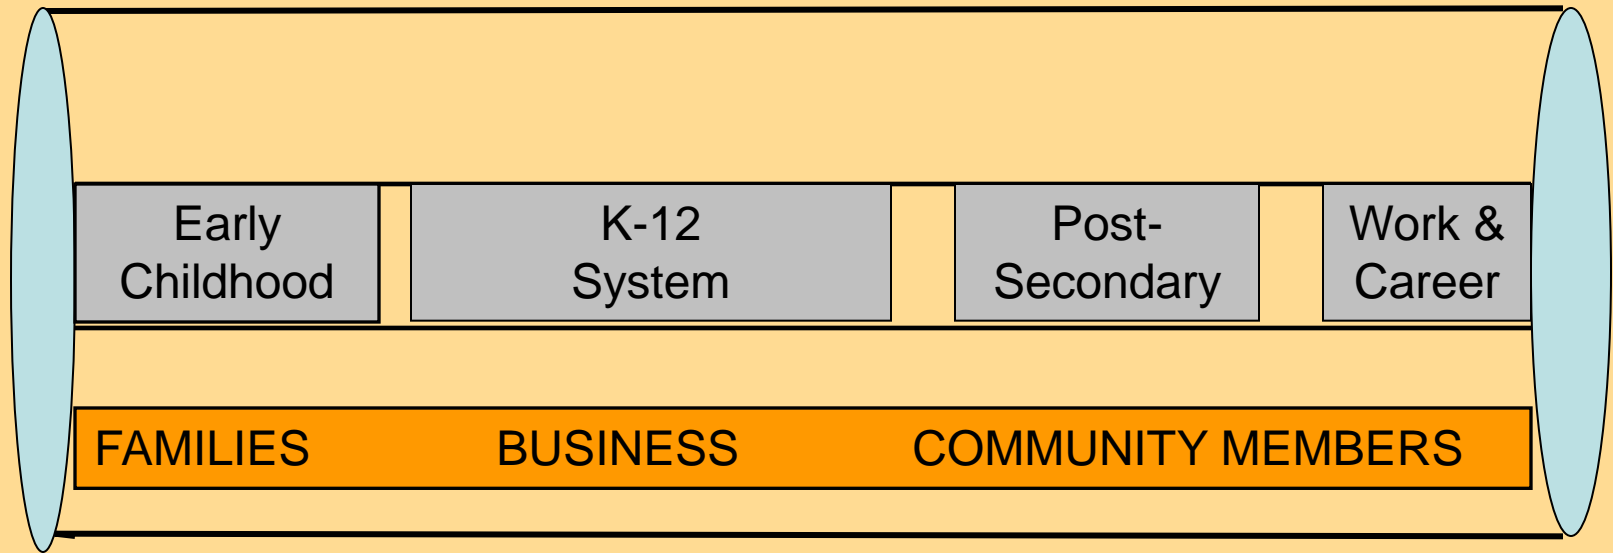 Early
Childhood
K-12
System
Post-
Secondary
Work &
Career
FAMILIES BUSINESS COMMUNITY MEMBERS